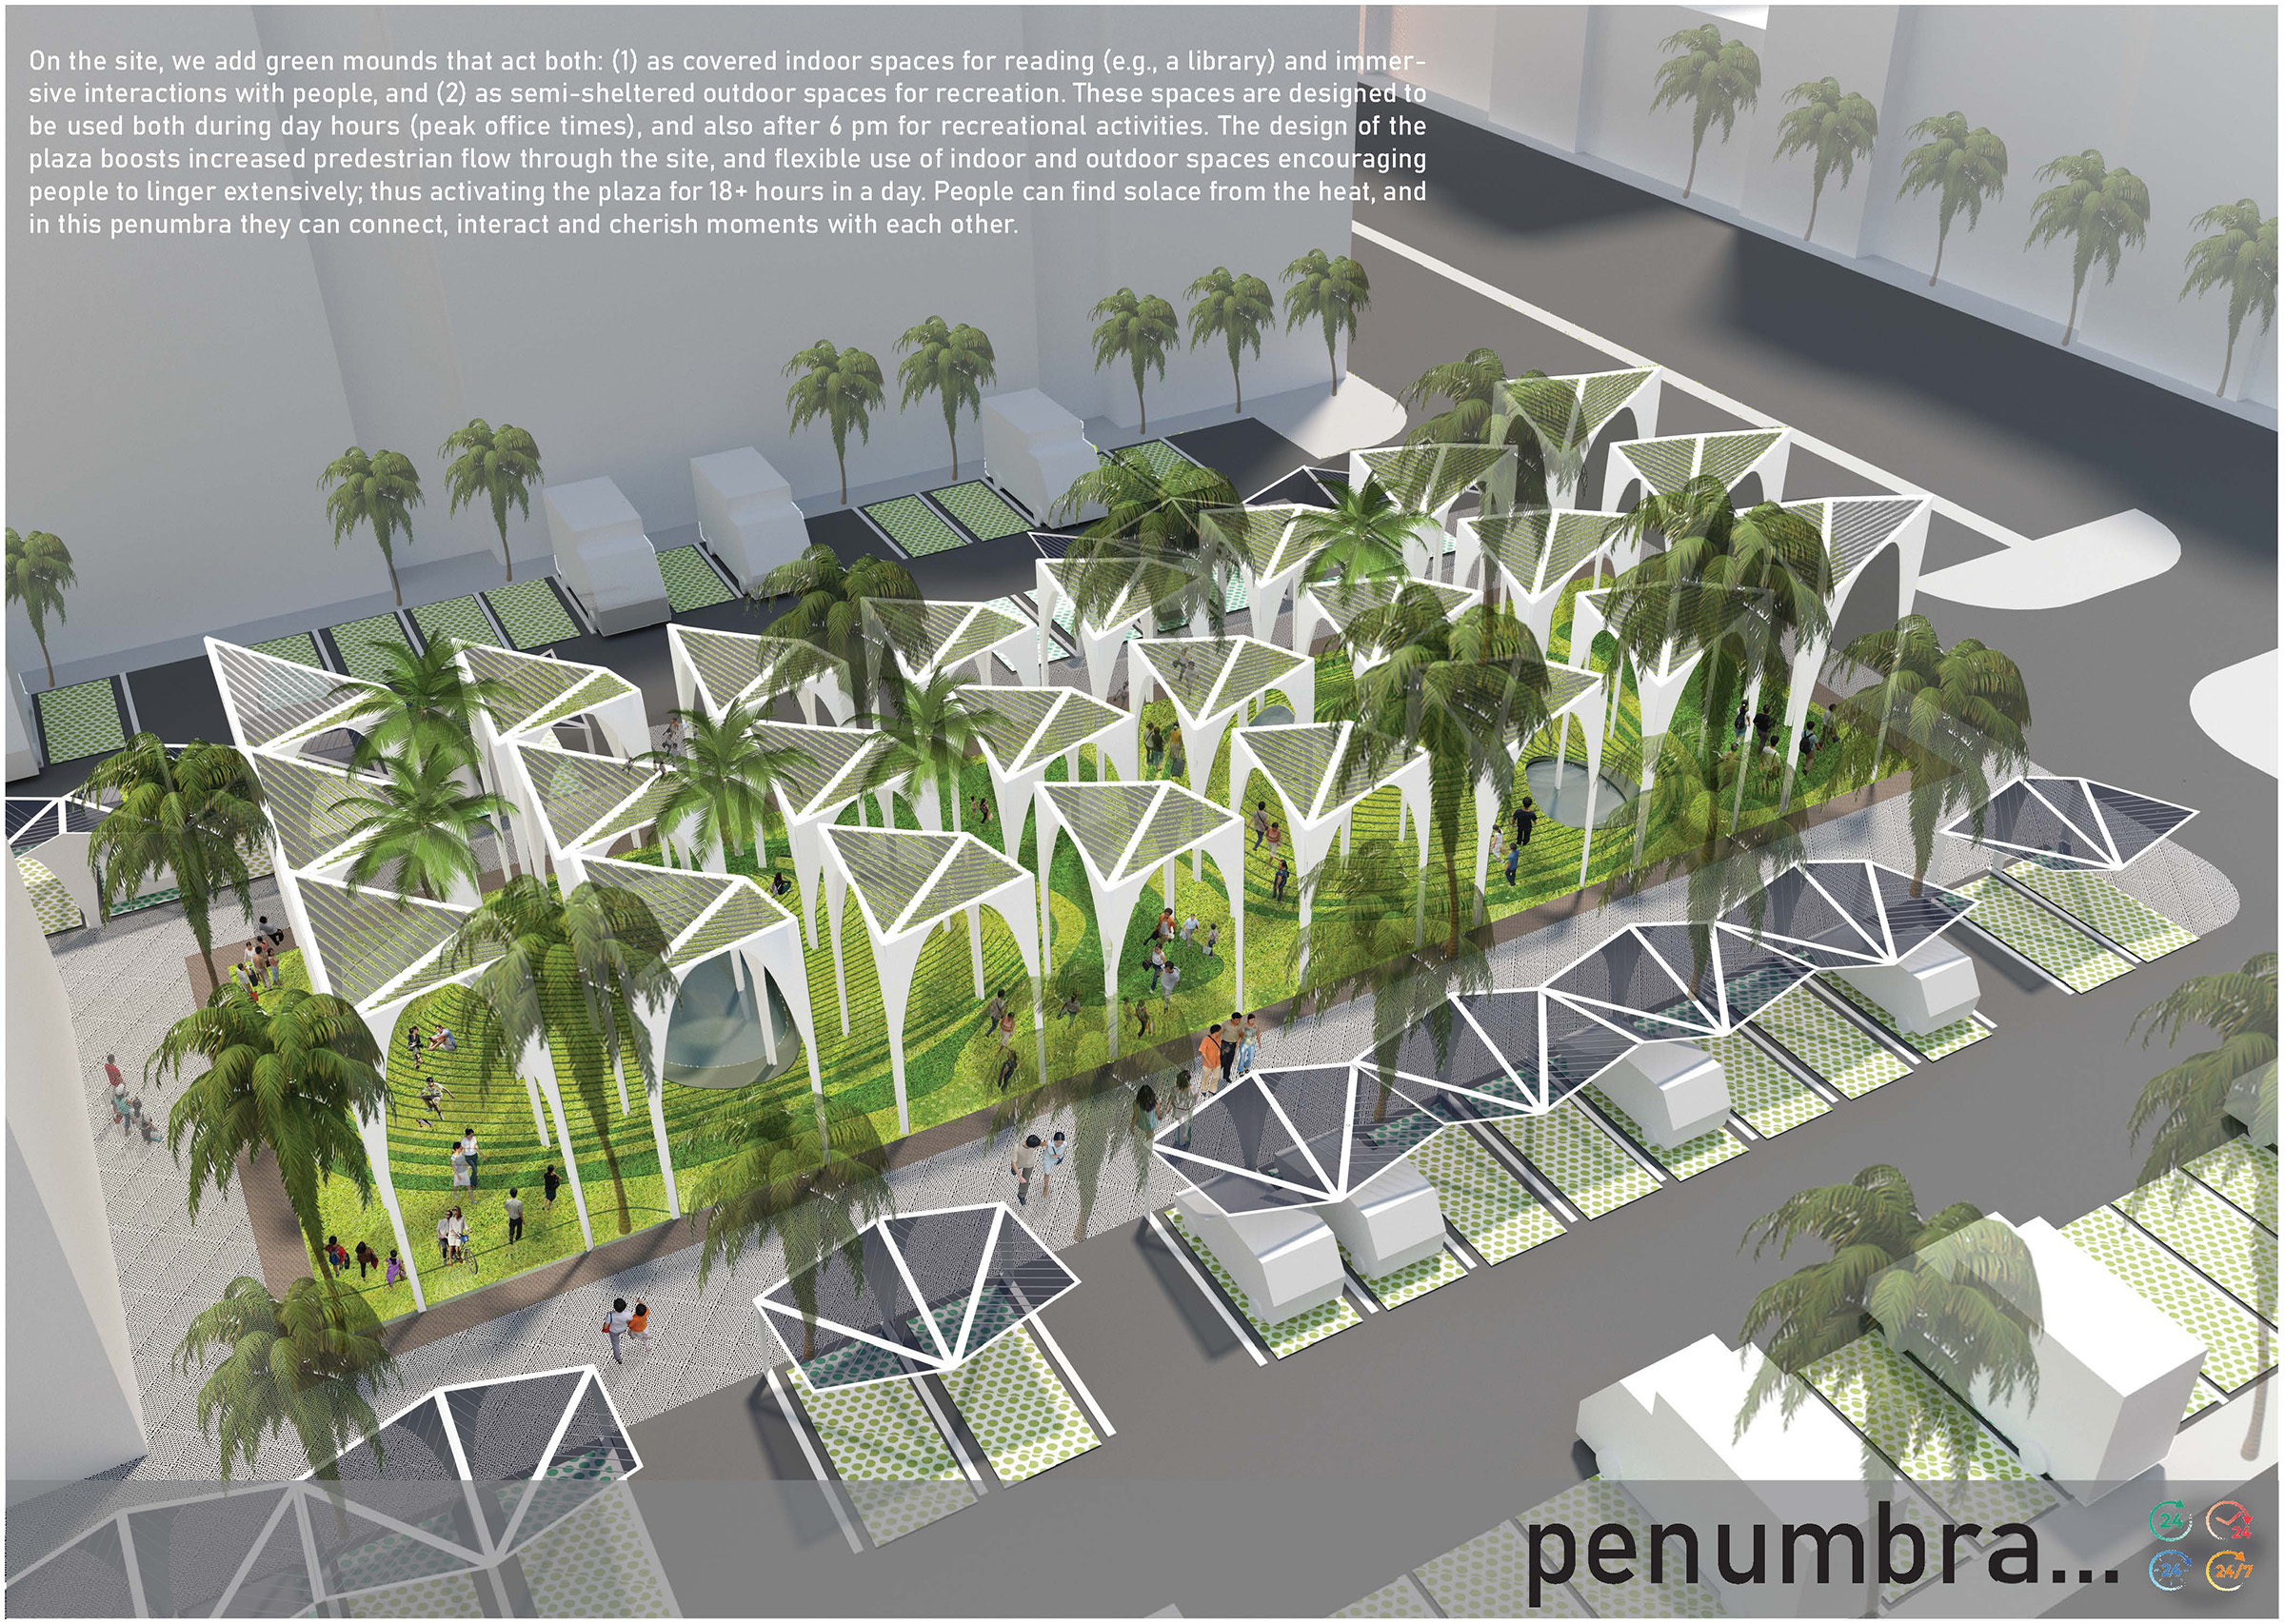 On the site, we add green mounds that act both: (1) as covered indoor spaces for reading (e.g., a library) and immer-
sive interactions with people, and (2) as semi-sheltered outdoor spaces for recreation. These spaces are designed to
be used both during day hours (peak office times), and also after 6 pm for recreational activities. The design of the
plaza boosts increased predestrian flow through the site, and flexible use of indoor and outdoor spaces encouraging
people to linger extensively; thus activating the plaza for 18+ hours in a day. People can find solace from the heat, and
in this penumbra they can connect, interact and cherish moments with each other.
penumbra...
24
24
24
24/7